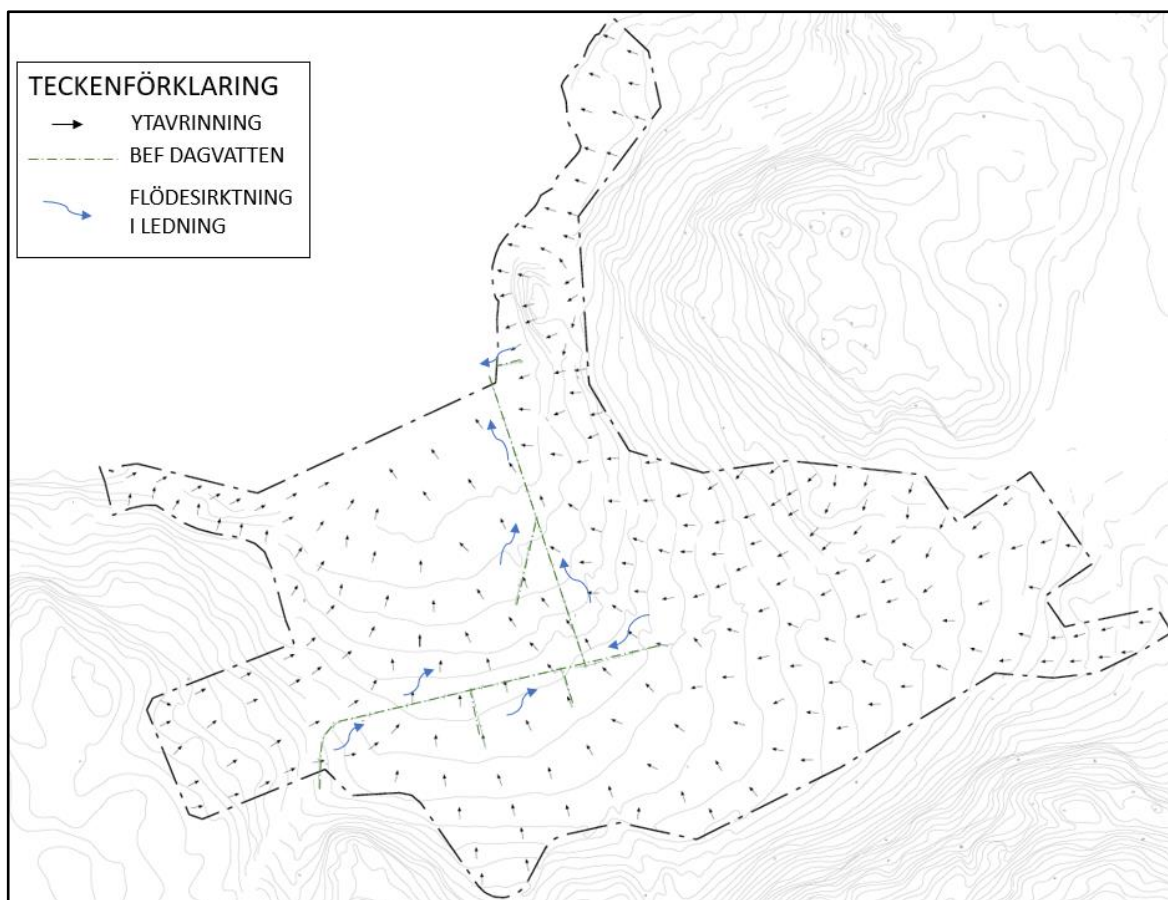 TECKENFÖRKLARING
YTAVRINNING
BEF DAGVATTEN
FLÖDESIRKTNING
I LEDNING